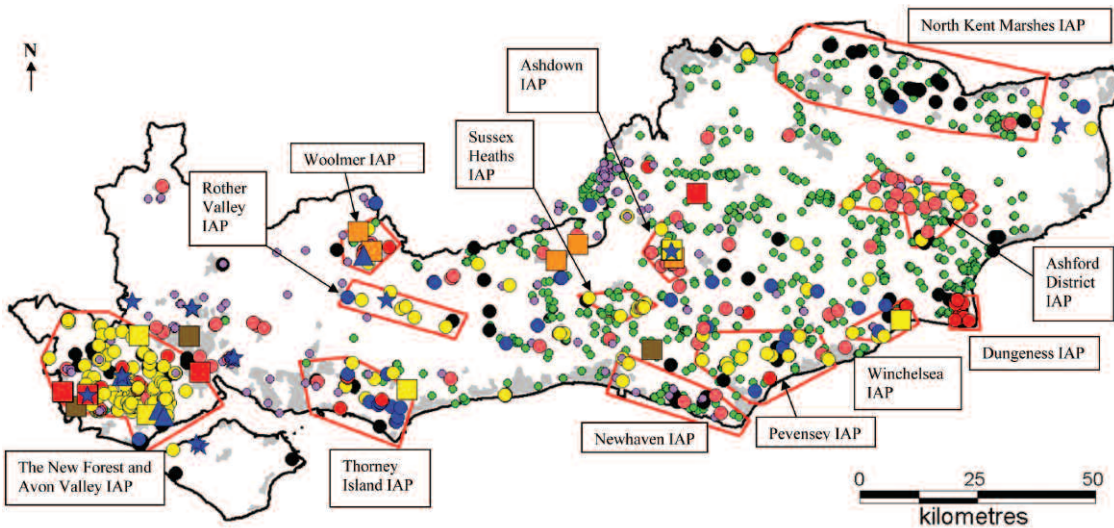 North Kent Marshes IAP
N
Ashdown
IAP
Sussex
Heaths
IAP
Woolmer IAP
Rother
Valley
IAP
Ashford
District
IAP
Dungeness IAP
Winchelsea
IAP
Newhaven IAP
Pevensey IAP
The New Forest and
Avon Valley IAP
Thorney
Island IAP
0 25 50
kilometres